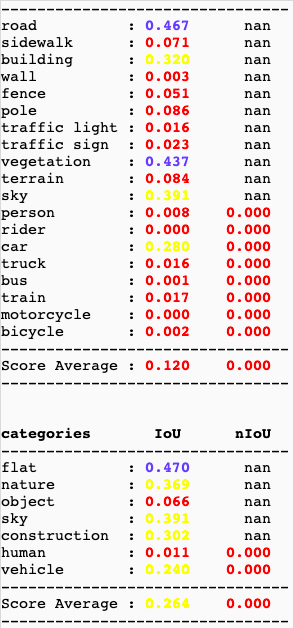 road : 0.467 nan
sidewalk : 0.071 nan
building : 0.320 nan
wall : 0.003 nan
fence : 0.051 nan
pole : 0.086 nan
traffic light : 0.016 nan
traffic sign : 0.023 nan
vegetation : 0.437 nan
terrain : 0.084 nan
sky : 0.391 nan
person : 0.008 0.000
rider : 0.000 0.000
car : 0.280 0.000
truck : 0.016 0.000
bus : 0.001 0.000
train : 0.017 0.000
motorcycle : 0.000 0.000
bicycle : 0.002 0.000
Score Average : 0.120 0.000
categories IoU nIoU
flat : 0.470 nan
nature : 0.369 nan
object : 0.066 nan
sky : 0.391 nan
construction : 0.302 nan
human : 0.011 0.000
vehicle : 0.240 0.000
Score Average : 0.264 0.000